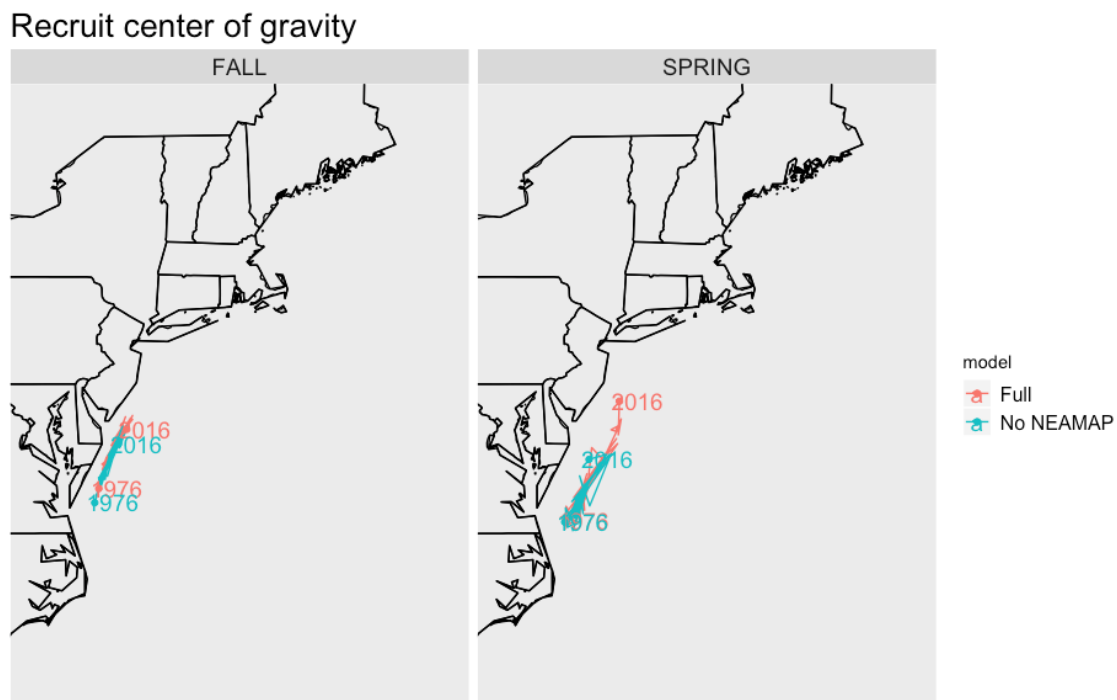 Recruit center of gravity
FALL
SPRING
2016
2016
1976
1976
2016
2016
1976
model
a Full
a No NEAMAP